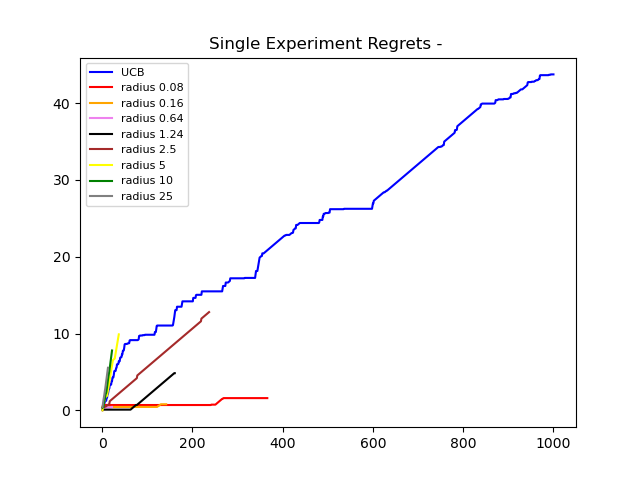 Single Experiment Regrets -
UCB
radius 0.08
radius 0.16
radius 0.64
radius 1.24
radius 2.5
radius 5
radius 10
radius 25
40
30
20
10
0
0 200 400 600 800 1000